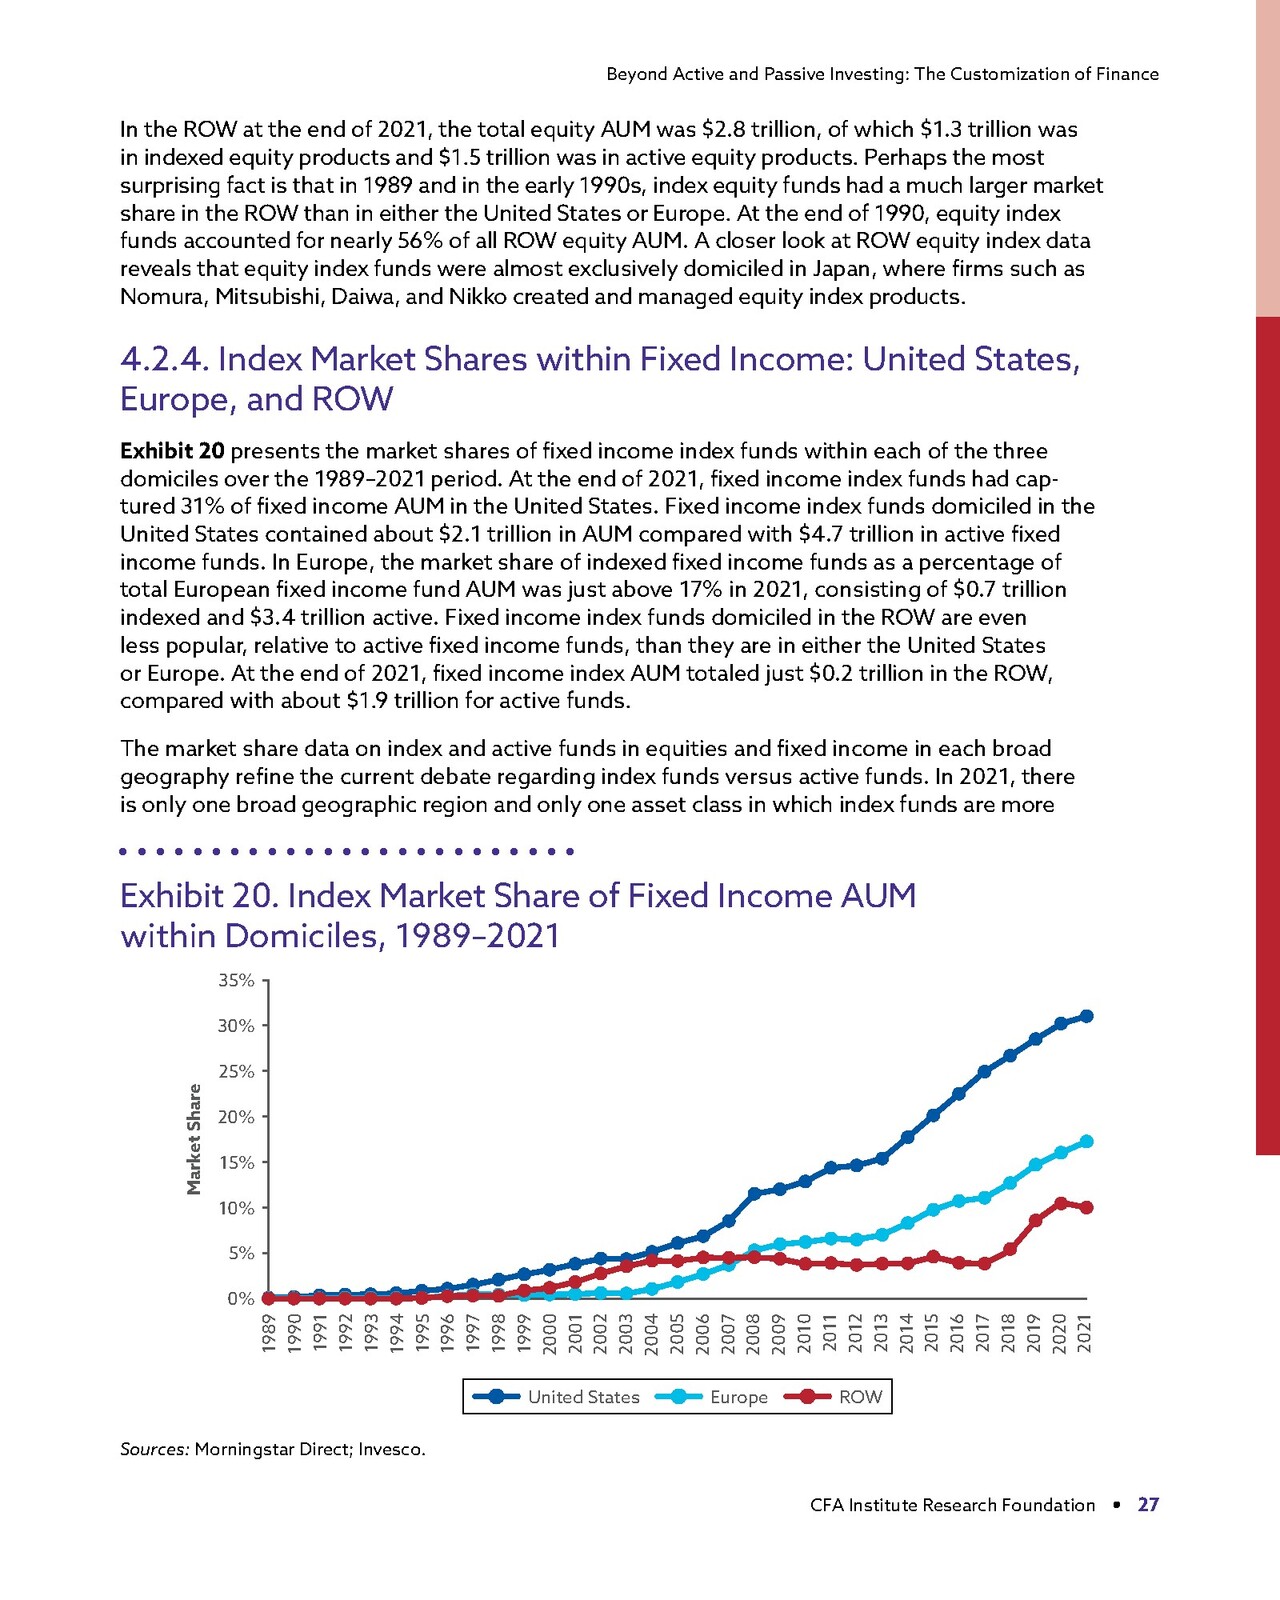 Beyond Active and Passive Investing: The Customization of Finance
In the ROW at the end of 2021, the total equity AUM was $2.8 trillion, of which $1.3 trillion was
in indexed equity products and $1.5 trillion was in active equity products. Perhaps the most
surprising fact is that in 1989 and in the early 1990s, index equity funds had a much larger market
share in the ROW than in either the United States or Europe. At the end of 1990, equity index
funds accounted for nearly 56% of all ROW equity AUM. A closer look at ROW equity index data
reveals that equity index funds were almost exclusively domiciled in Japan, where firms such as
Nomura, Mitsubishi, Daiwa, and Nikko created and managed equity index products.
4.2.4. Index Market Shares within Fixed Income: United States,
Europe, and ROW
Exhibit 20 presents the market shares of fixed income index funds within each of the three
domiciles over the 1989–2021 period. At the end of 2021, fixed income index funds had cap-
tured 31% of fixed income AUM in the United States. Fixed income index funds domiciled in the
United States contained about $2.1 trillion in AUM compared with $4.7 trillion in active fixed
income funds. In Europe, the market share of indexed fixed income funds as a percentage of
total European fixed income fund AUM was just above 17% in 2021, consisting of $0.7 trillion
indexed and $3.4 trillion active. Fixed income index funds domiciled in the ROW are even
less popular, relative to active fixed income funds, than they are in either the United States
or Europe. At the end of 2021, fixed income index AUM totaled just $0.2 trillion in the ROW,
compared with about $1.9 trillion for active funds.
The market share data on index and active funds in equities and fixed income in each broad
geography refine the current debate regarding index funds versus active funds. In 2021, there
is only one broad geographic region and only one asset class in which index funds are more
Exhibit 20. Index Market Share of Fixed Income AUM
within Domiciles, 1989–2021
Market Share
35%
30%
25%
20%
15%
10%
5%
0%
1989 1990 1991 1992 1993 1994 1995 1996 1997 1998 1999 2000 2001 2002 2003 2004 2005 2006 2007 2008 2009 2010 2011 2012 2013 2014 2015 2016 2017 2018 2019 2020 2021
United States Europe ROW
Sources: Morningstar Direct; Invesco.
CFA Institute Research Foundation • 27